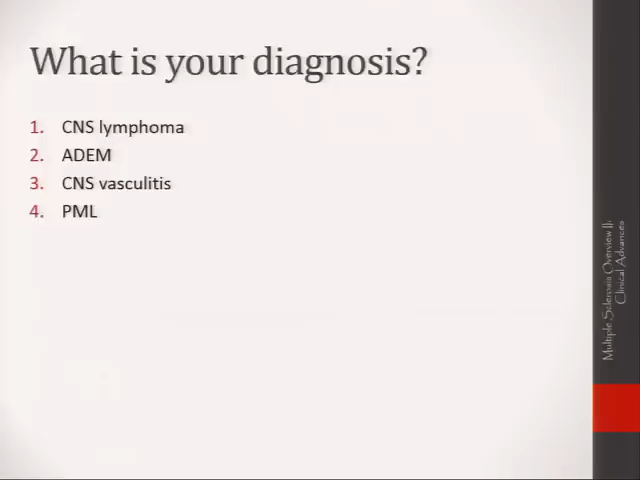 What is your diagnosis?
1. CNS lymphoma
2. ADEM
3. CNS vasculitis
4. PML
Multiple Sclerosis Overview II:
Clinical Advances